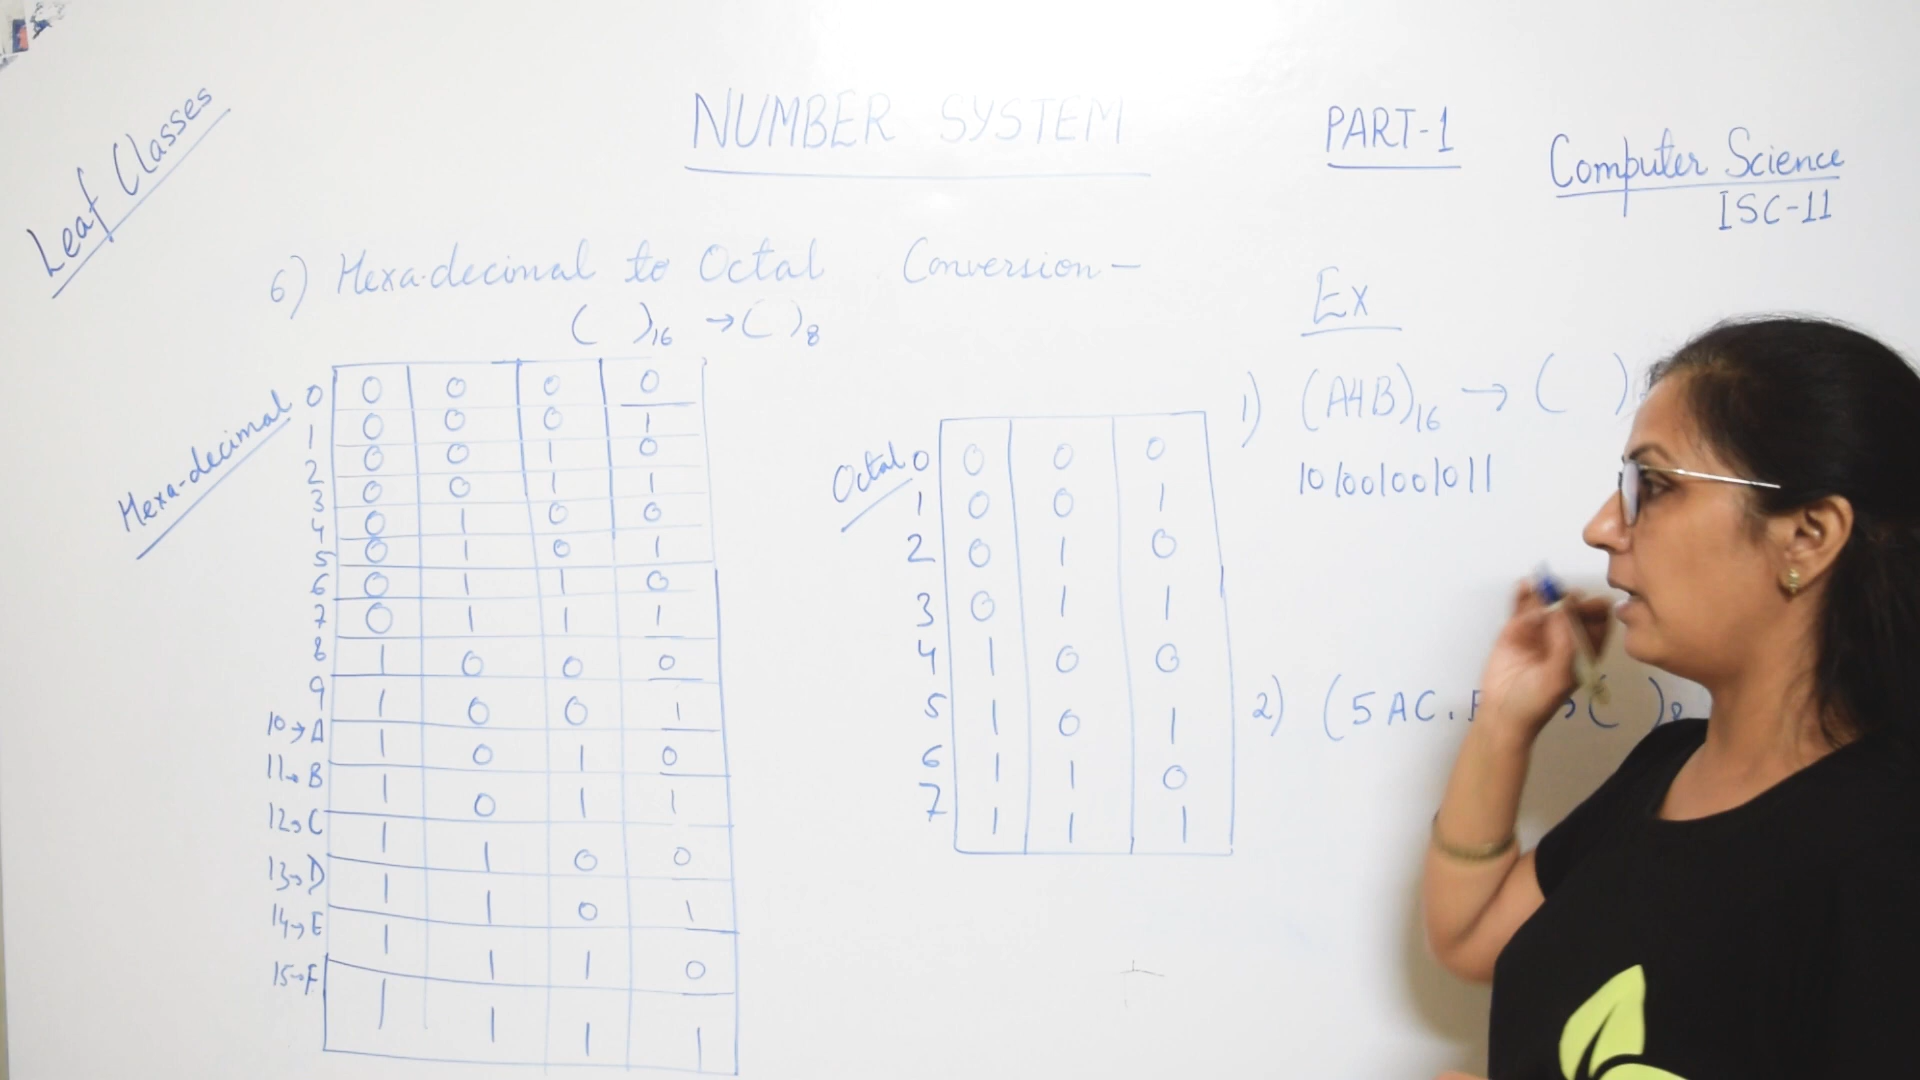 Leaf Classes
NUMBER SYSTEM
PART-1
Computer Science
ISC-11
6) Hexa-decimal to Octal Conversion-
( )16 → ( )8
Hexa-decimal
0 0 0 0 0
1 0 0 0 1
2 0 0 1 0
3 0 0 1 1
4 0 1 0 0
5 0 1 0 1
6 0 1 1 0
7 0 1 1 1
8 1 0 0 0
9 1 0 0 1
10→A 1 0 1 0
11→B 1 0 1 1
12→C 1 1 0 0
13→D 1 1 0 1
14→E 1 1 1 0
15→F 1 1 1 1
Octal
0 0 0 0
1 0 0 1
2 0 1 0
3 0 1 1
4 1 0 0
5 1 0 1
6 1 1 0
7 1 1 1
Ex
1) (A4B)16 → ( )
101001001011
2) (5AC. ( )8